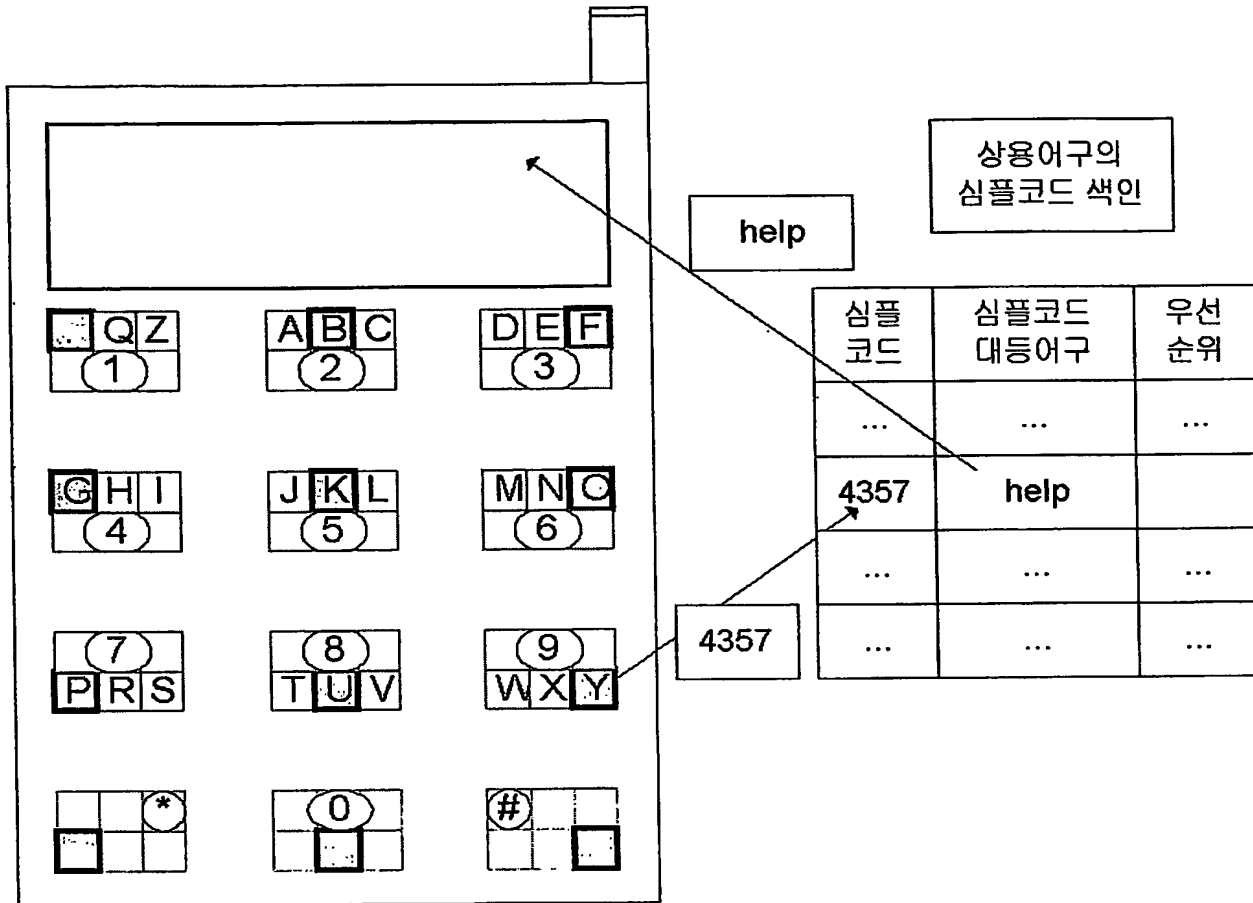 상용어구의
심플코드 색인
help
Q Z
1
A B C
2
D E F
3
G H I
4
J K L
5
M N O
6
7
P R S
8
T U V
9
W X Y
*
0
#
4357
심플
코드
심플코드
대등어구
우선
순위
... ... ...
4357 help
... ... ...
... ... ...